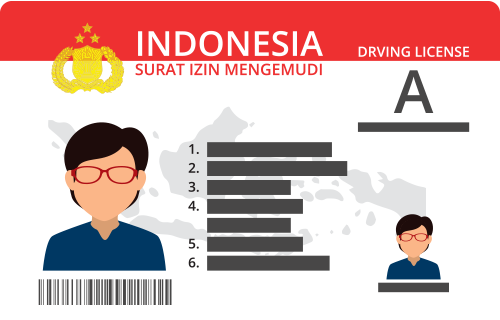 INDONESIA
SURAT IZIN MENGEMUDI
DRVING LICENSE
A
1.
2.
3.
4.
5.
6.